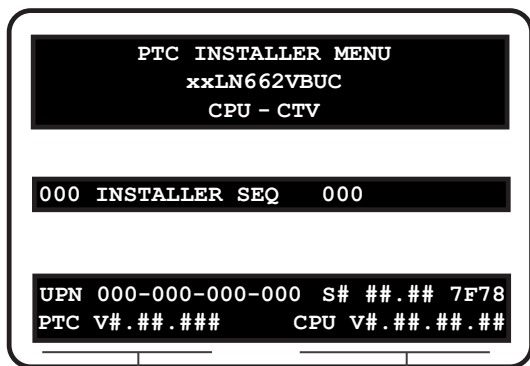 PTC INSTALLER MENU
xxLN662VBUC
CPU – CTV
000 INSTALLER SEQ 000
UPN 000-000-000-000 S# ##.## 7F78
PTC V#.##.### CPU V#.##.##.##